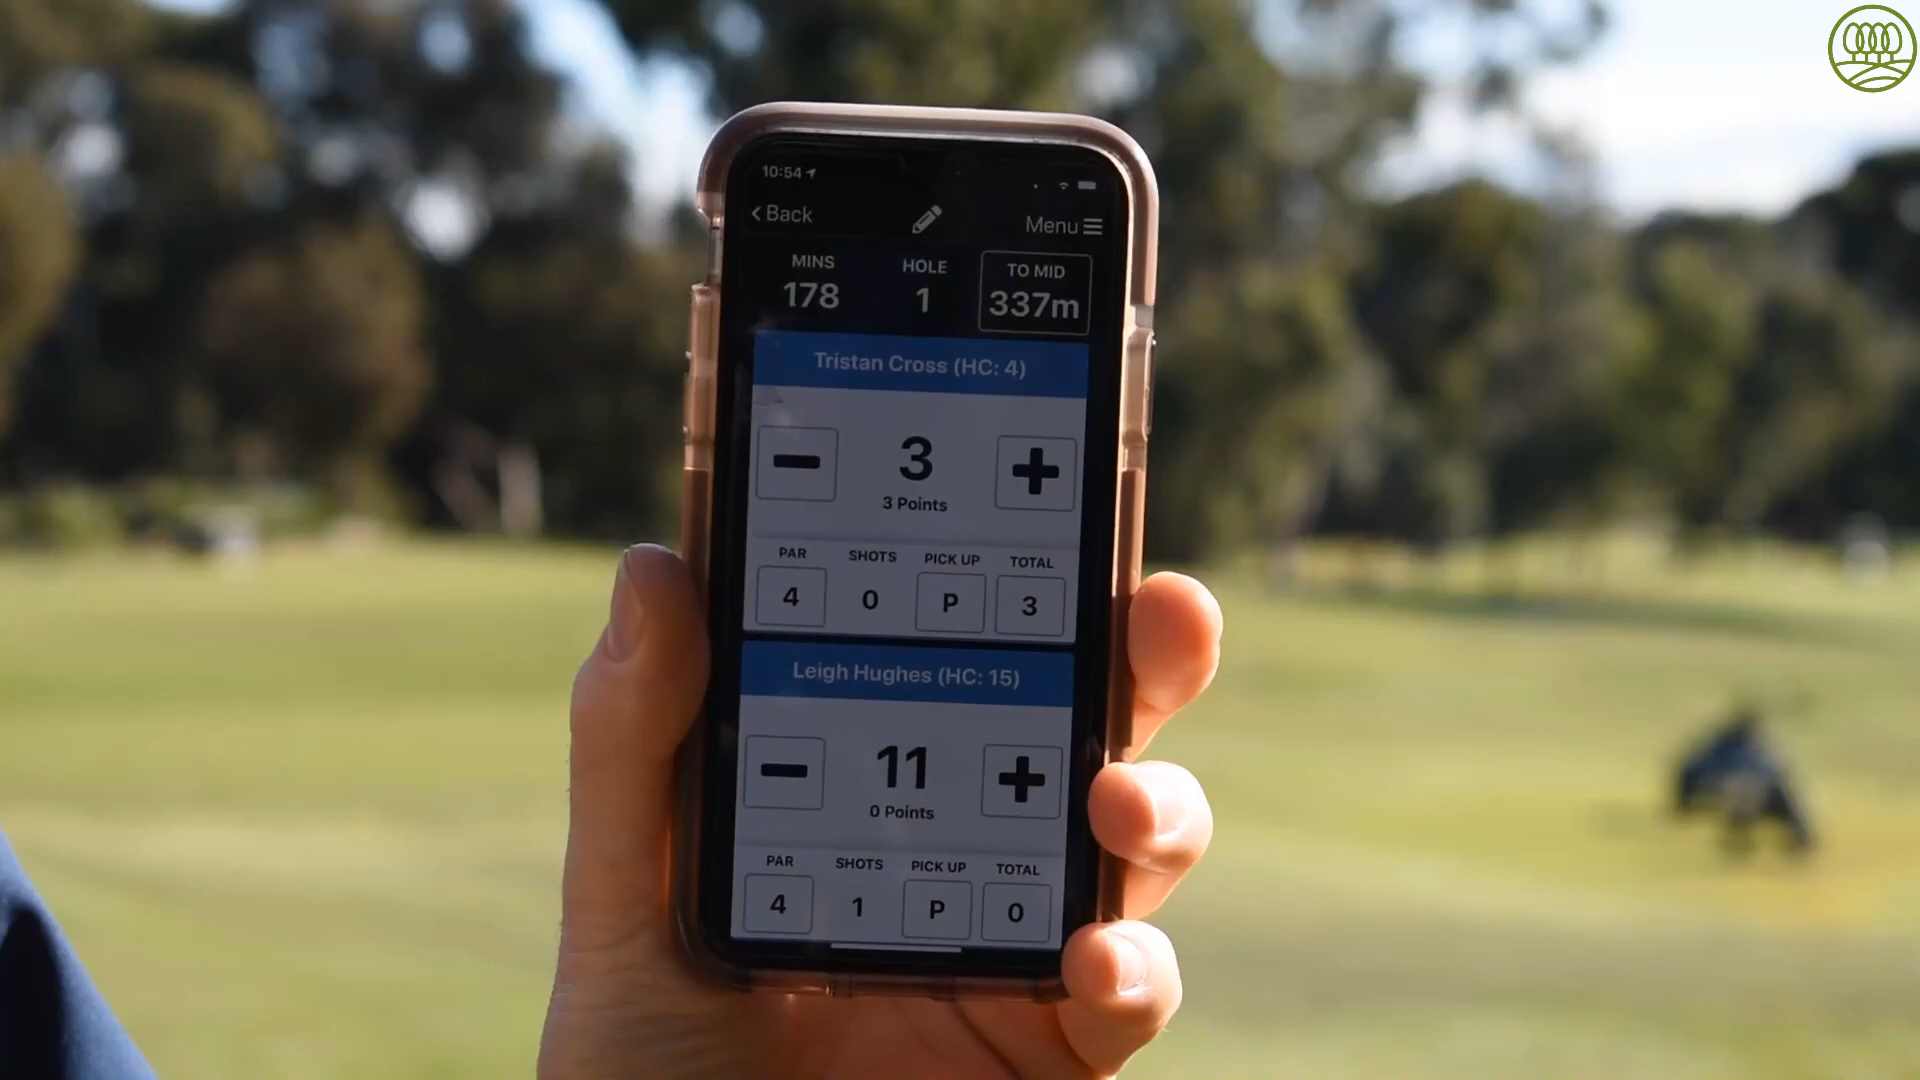 10:54
Back
Menu
MINS
HOLE
TO MID
178
1
337m
Tristan Cross (HC: 4)
3
3 Points
PAR
SHOTS
PICK UP
TOTAL
4
0
P
3
Leigh Hughes (HC: 15)
11
0 Points
PAR
SHOTS
PICK UP
TOTAL
4
1
P
0